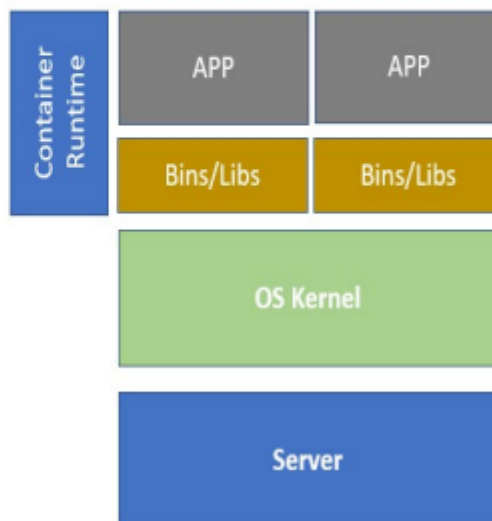 Container
Runtime
APP
APP
Bins/Libs
Bins/Libs
OS Kernel
Server